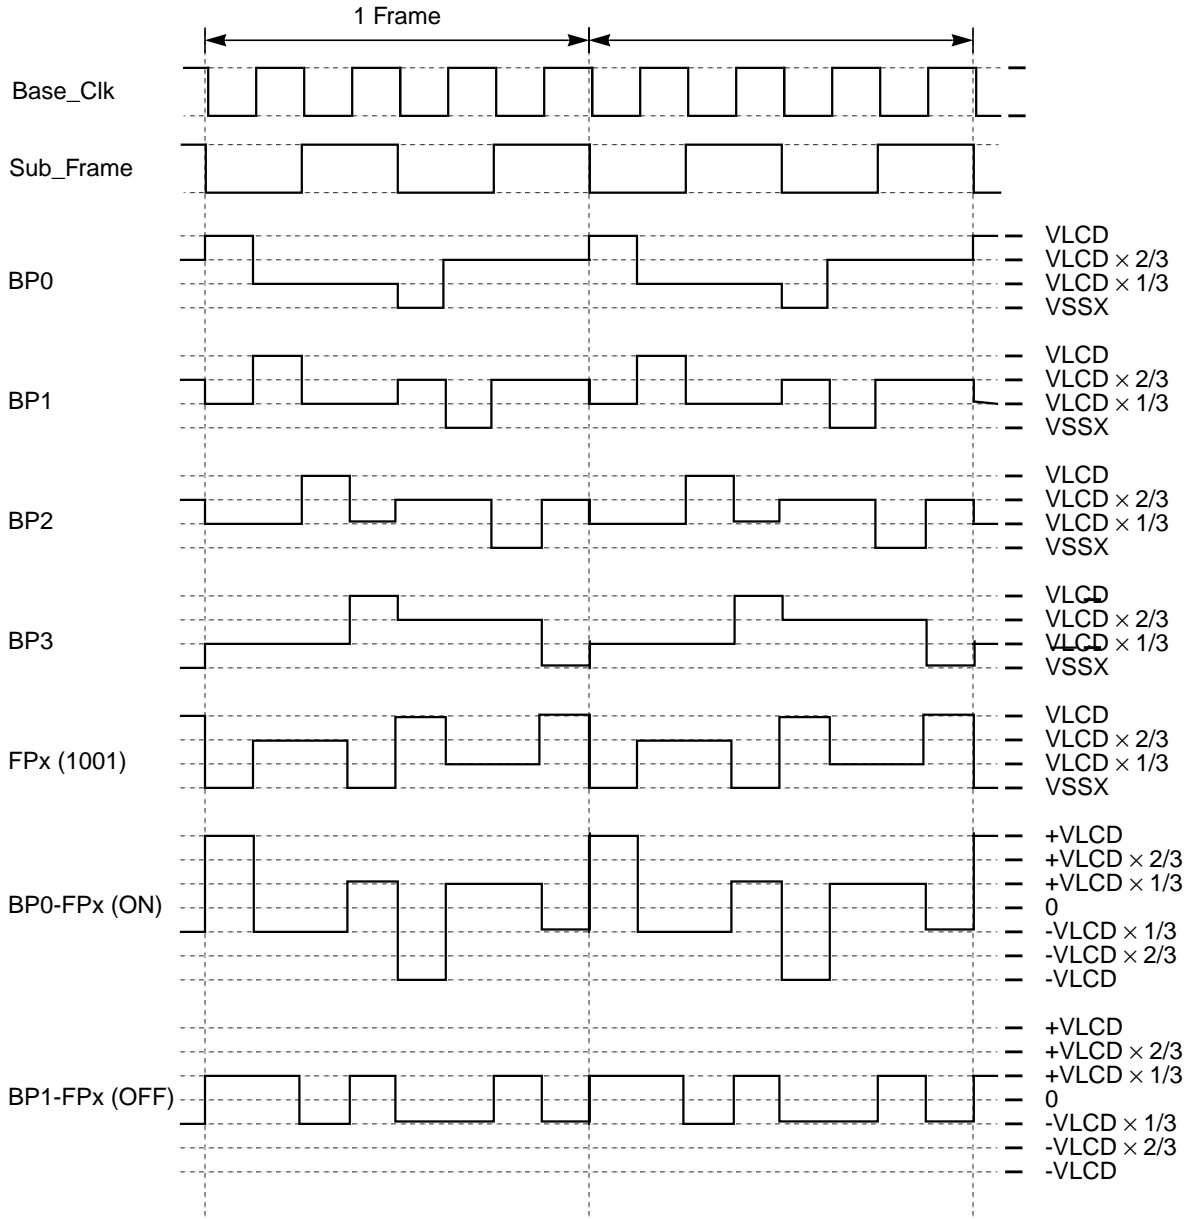 1 Frame
Base_Clk
Sub_Frame
BP0
VLCD
VLCD × 2/3
VLCD × 1/3
VSSX
BP1
VLCD
VLCD × 2/3
VLCD × 1/3
VSSX
BP2
VLCD
VLCD × 2/3
VLCD × 1/3
VSSX
BP3
VLCD
VLCD × 2/3
VLCD × 1/3
VSSX
FPx (1001)
VLCD
VLCD × 2/3
VLCD × 1/3
VSSX
BP0-FPx (ON)
+VLCD
+VLCD × 2/3
+VLCD × 1/3
0
-VLCD × 1/3
-VLCD × 2/3
-VLCD
BP1-FPx (OFF)
+VLCD
+VLCD × 2/3
+VLCD × 1/3
0
-VLCD × 1/3
-VLCD × 2/3
-VLCD